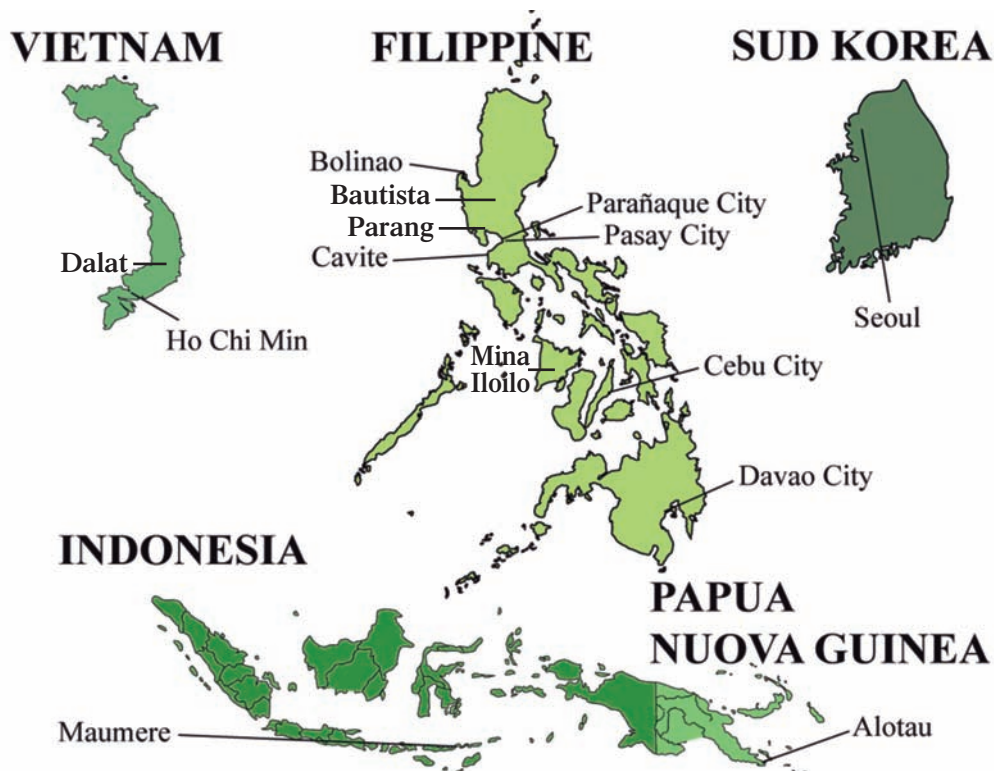 VIETNAM
FILIPPINE
SUD KOREA
Bolinao
Bautista
Parang
Cavite
Parañaque City
Pasay City
Dalat
Ho Chi Min
Seoul
Mina
Iloilo
Cebu City
Davao City
INDONESIA
PAPUA
NUOVA GUINEA
Maumere
Alotau